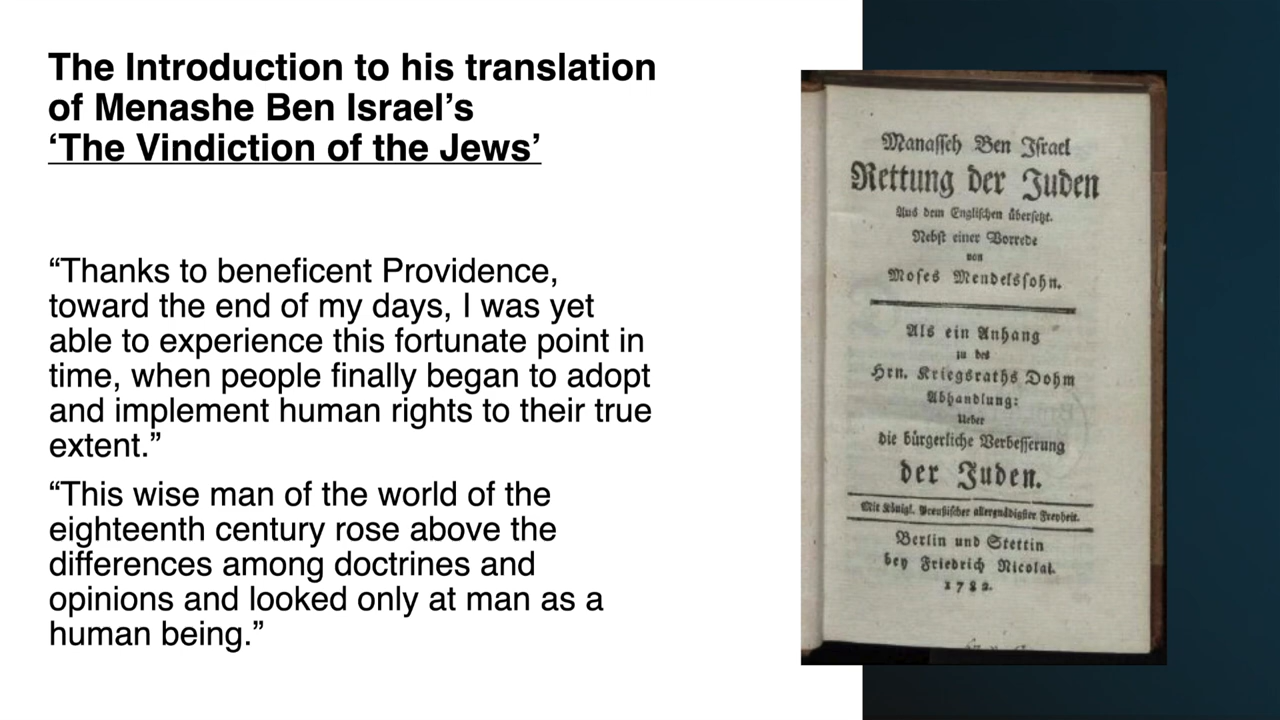 The Introduction to his translation
of Menashe Ben Israel’s
‘The Vindiction of the Jews’
“Thanks to beneficent Providence,
toward the end of my days, I was yet
able to experience this fortunate point in
time, when people finally began to adopt
and implement human rights to their true
extent.”
“This wise man of the world of the
eighteenth century rose above the
differences among doctrines and
opinions and looked only at man as a
human being.”
Manasseh Ben Israel
Rettung der Juden
Aus dem Englischen übersetzt.
Nebst einer Vorrede
von
Moses Mendelssohn.
Als ein Anhang
zu des
Hrn. Kriegsraths Dohm
Abhandlung:
Ueber
die bürgerliche Verbesserung
der Juden.
Mit Königl. Preußischer allergnädigster Freyheit.
Berlin und Stettin
bey Friedrich Nicolai.
1782.